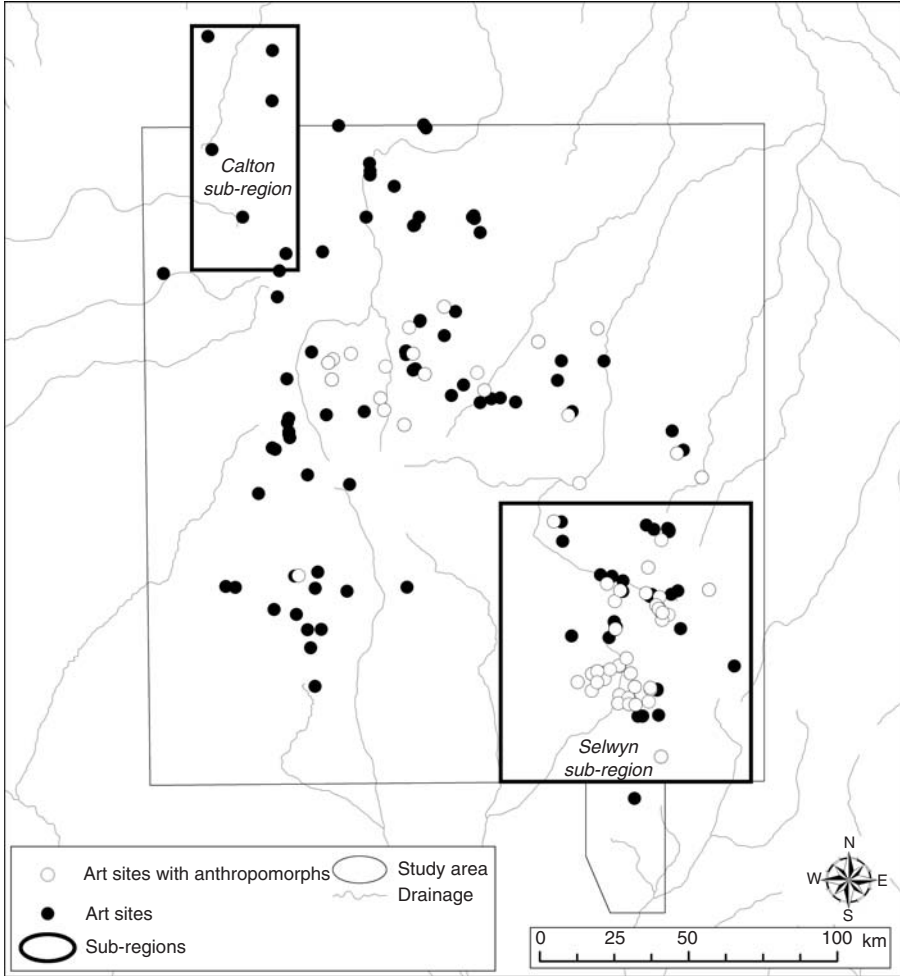 Calton
sub-region
Selwyn
sub-region
Art sites with anthropomorphs
Study area
Drainage
Art sites
Sub-regions
N
W E
S
0 25 50 100 km